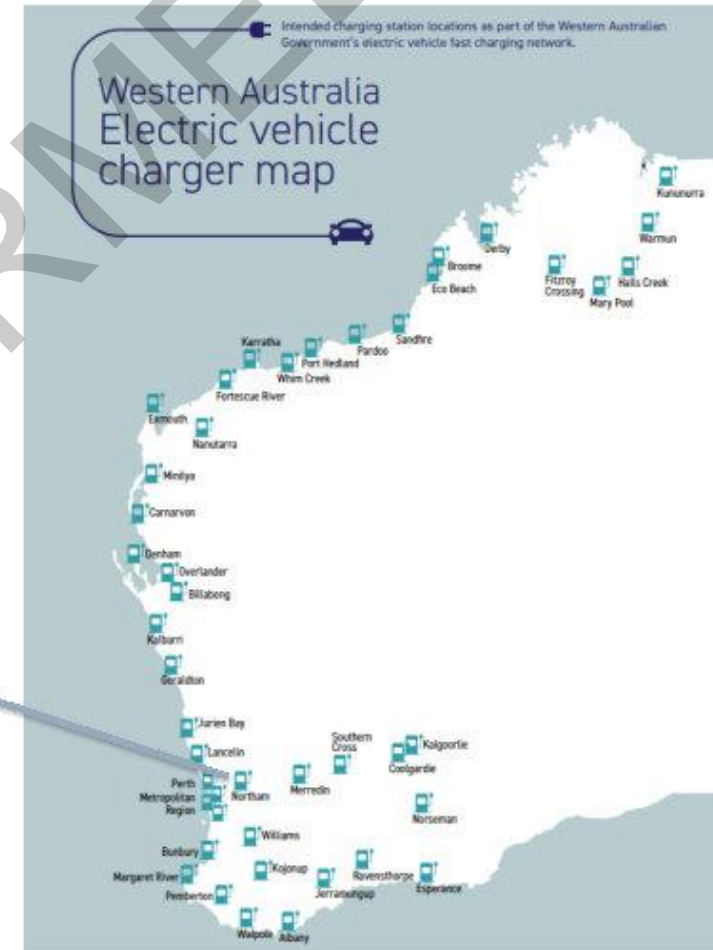 Intended charging station locations as part of the Western Australian
Government's electric vehicle fast charging network.
Western Australia
Electric vehicle
charger map
Kununurra
Warmun
Derby
Broome
Eco Beach
Fitzroy
Crossing
Halls Creek
Mary Pool
Sandfire
Pardoo
Karratha
Port Hedland
Whim Creek
Fortescue River
Exmouth
Nanutarra
Minilya
Carnarvon
Denham
Overlander
Billabong
Kalbarri
Geraldton
Jurien Bay
Lancelin
Southern
Cross
Kalgoorlie
Coolgardie
Perth
Metropolitan
Region
Northam
Merredin
Norseman
Williams
Bunbury
Margaret River
Kojonup
Ravensthorpe
Jerramungup
Esperance
Pemberton
Walpole
Albany